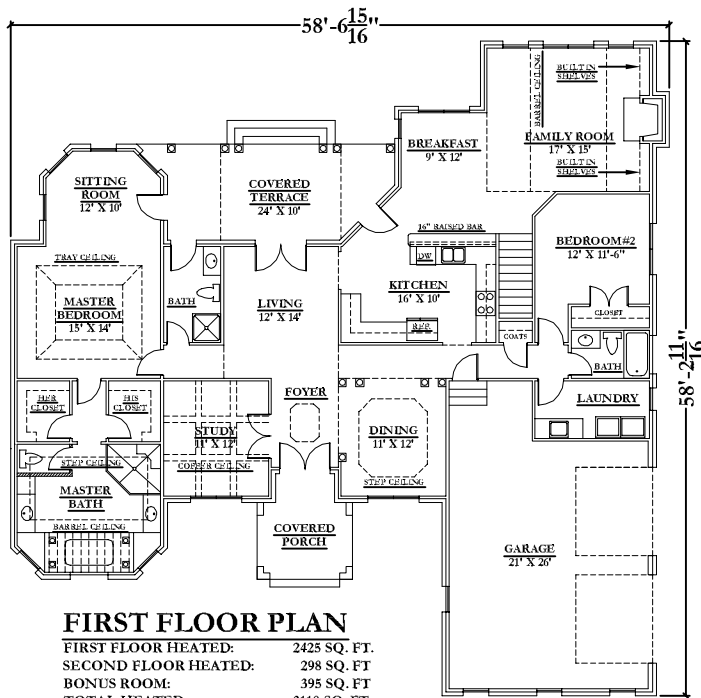 58'-6 15/16"
BUILT IN
SHELVES
BARREL CEILING
BREAKFAST
9' X 12'
FAMILY ROOM
17' X 15'
BUILT IN
SHELVES
SITTING
ROOM
12' X 10'
COVERED
TERRACE
24' X 10'
16" RAISED BAR
BEDROOM #2
12' X 11'-6"
DW
TRAY CEILING
KITCHEN
16' X 10'
MASTER
BEDROOM
15' X 14'
BATH
LIVING
12' X 14'
CLOSET
REF.
COATS
58'-2 11/16"
BATH
HER
CLOSET
HIS
CLOSET
FOYER
LAUNDRY
STUDY
11' X 12'
DINING
11' X 12'
STEP CEILING
COFFER CEILING
STEP CEILING
MASTER
BATH
BARREL CEILING
COVERED
PORCH
GARAGE
21' X 26'
FIRST FLOOR PLAN
FIRST FLOOR HEATED: 2425 SQ. FT.
SECOND FLOOR HEATED: 298 SQ. FT
BONUS ROOM: 395 SQ. FT